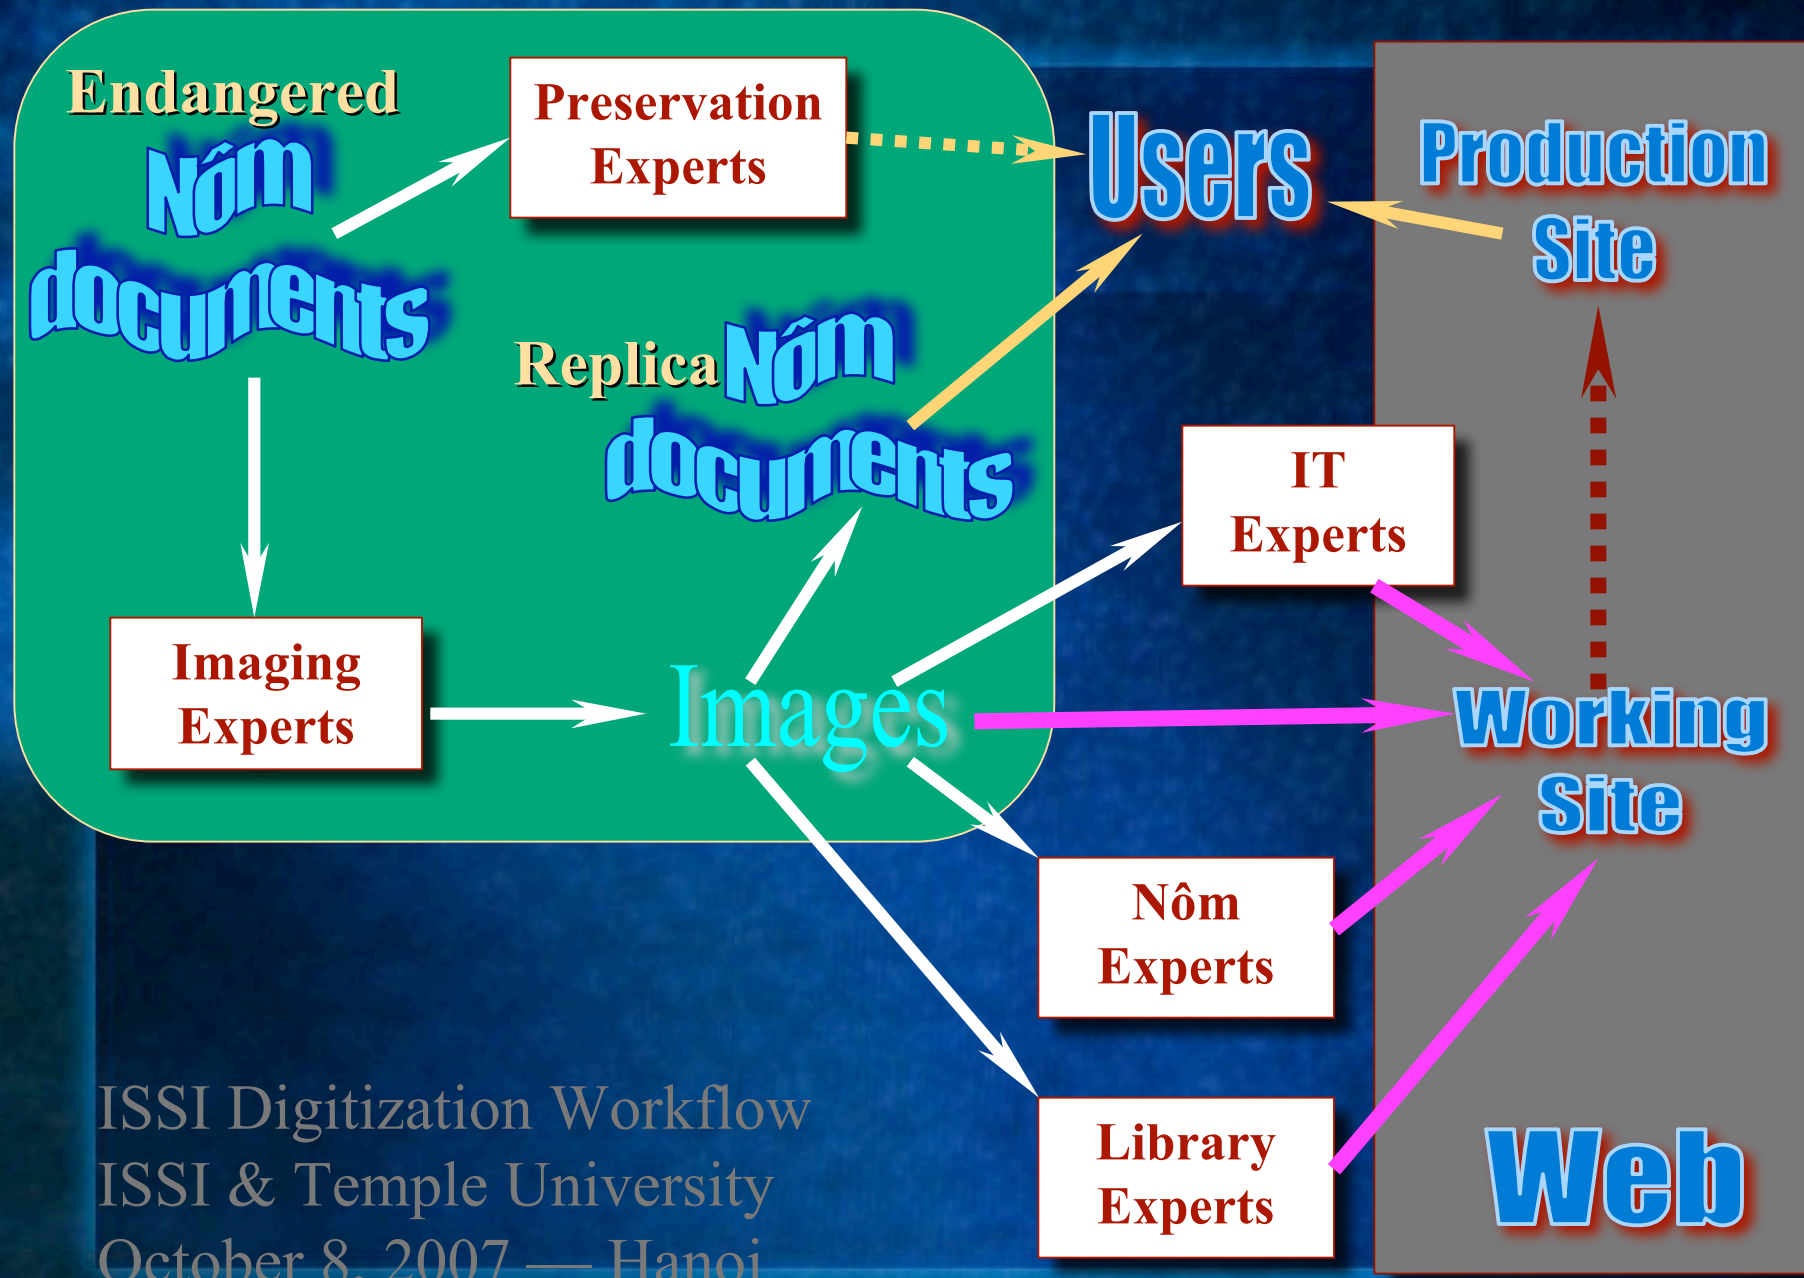 Endangered
Nôm
documents
Preservation
Experts
Users
Production
Site
Replica Nôm
documents
IT
Experts
Imaging
Experts
Images
Working
Site
Nôm
Experts
Library
Experts
Web
ISSI Digitization Workflow
ISSI & Temple University
October 8, 2007 — Hanoi